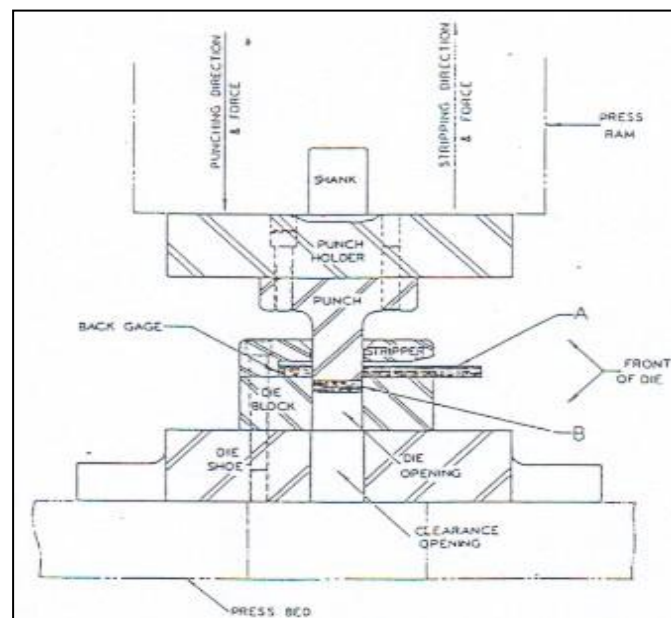 PUNCHING DIRECTION
& FORCE
STRIPPING DIRECTION
& FORCE
PRESS
RAM
SHANK
PUNCH
HOLDER
PUNCH
BACK GAGE
STRIPPER
A
FRONT
OF DIE
DIE
BLOCK
B
DIE
SHOE
DIE
OPENING
CLEARANCE
OPENING
PRESS BED